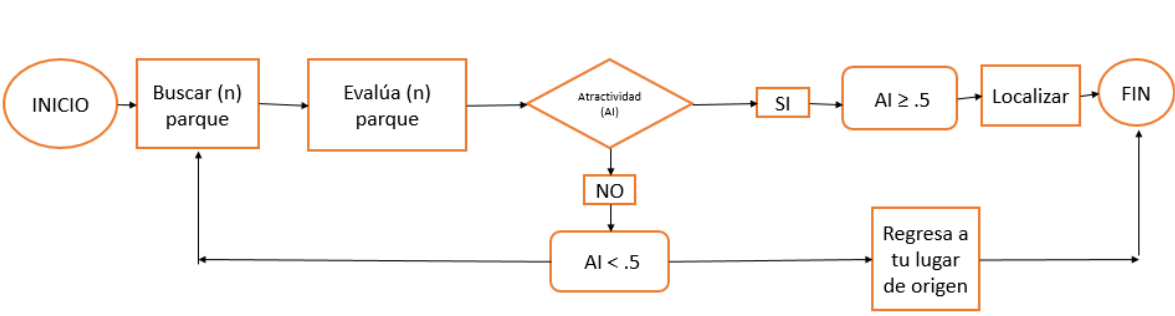 INICIO
Buscar (n)
parque
Evalúa (n)
parque
Atractividad
(AI)
SI
AI ≥ .5
Localizar
FIN
NO
AI < .5
Regresa a
tu lugar
de origen